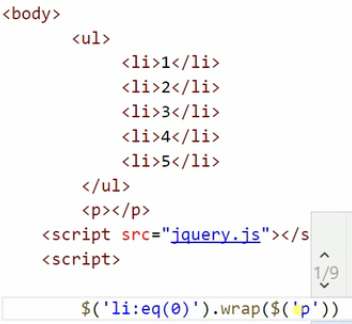 <body>
<ul>
<li>1</li>
<li>2</li>
<li>3</li>
<li>4</li>
<li>5</li>
</ul>
<p></p>
<script src="jquery.js"></s
<script>
1/9
$('li:eq(0)').wrap($('p'))